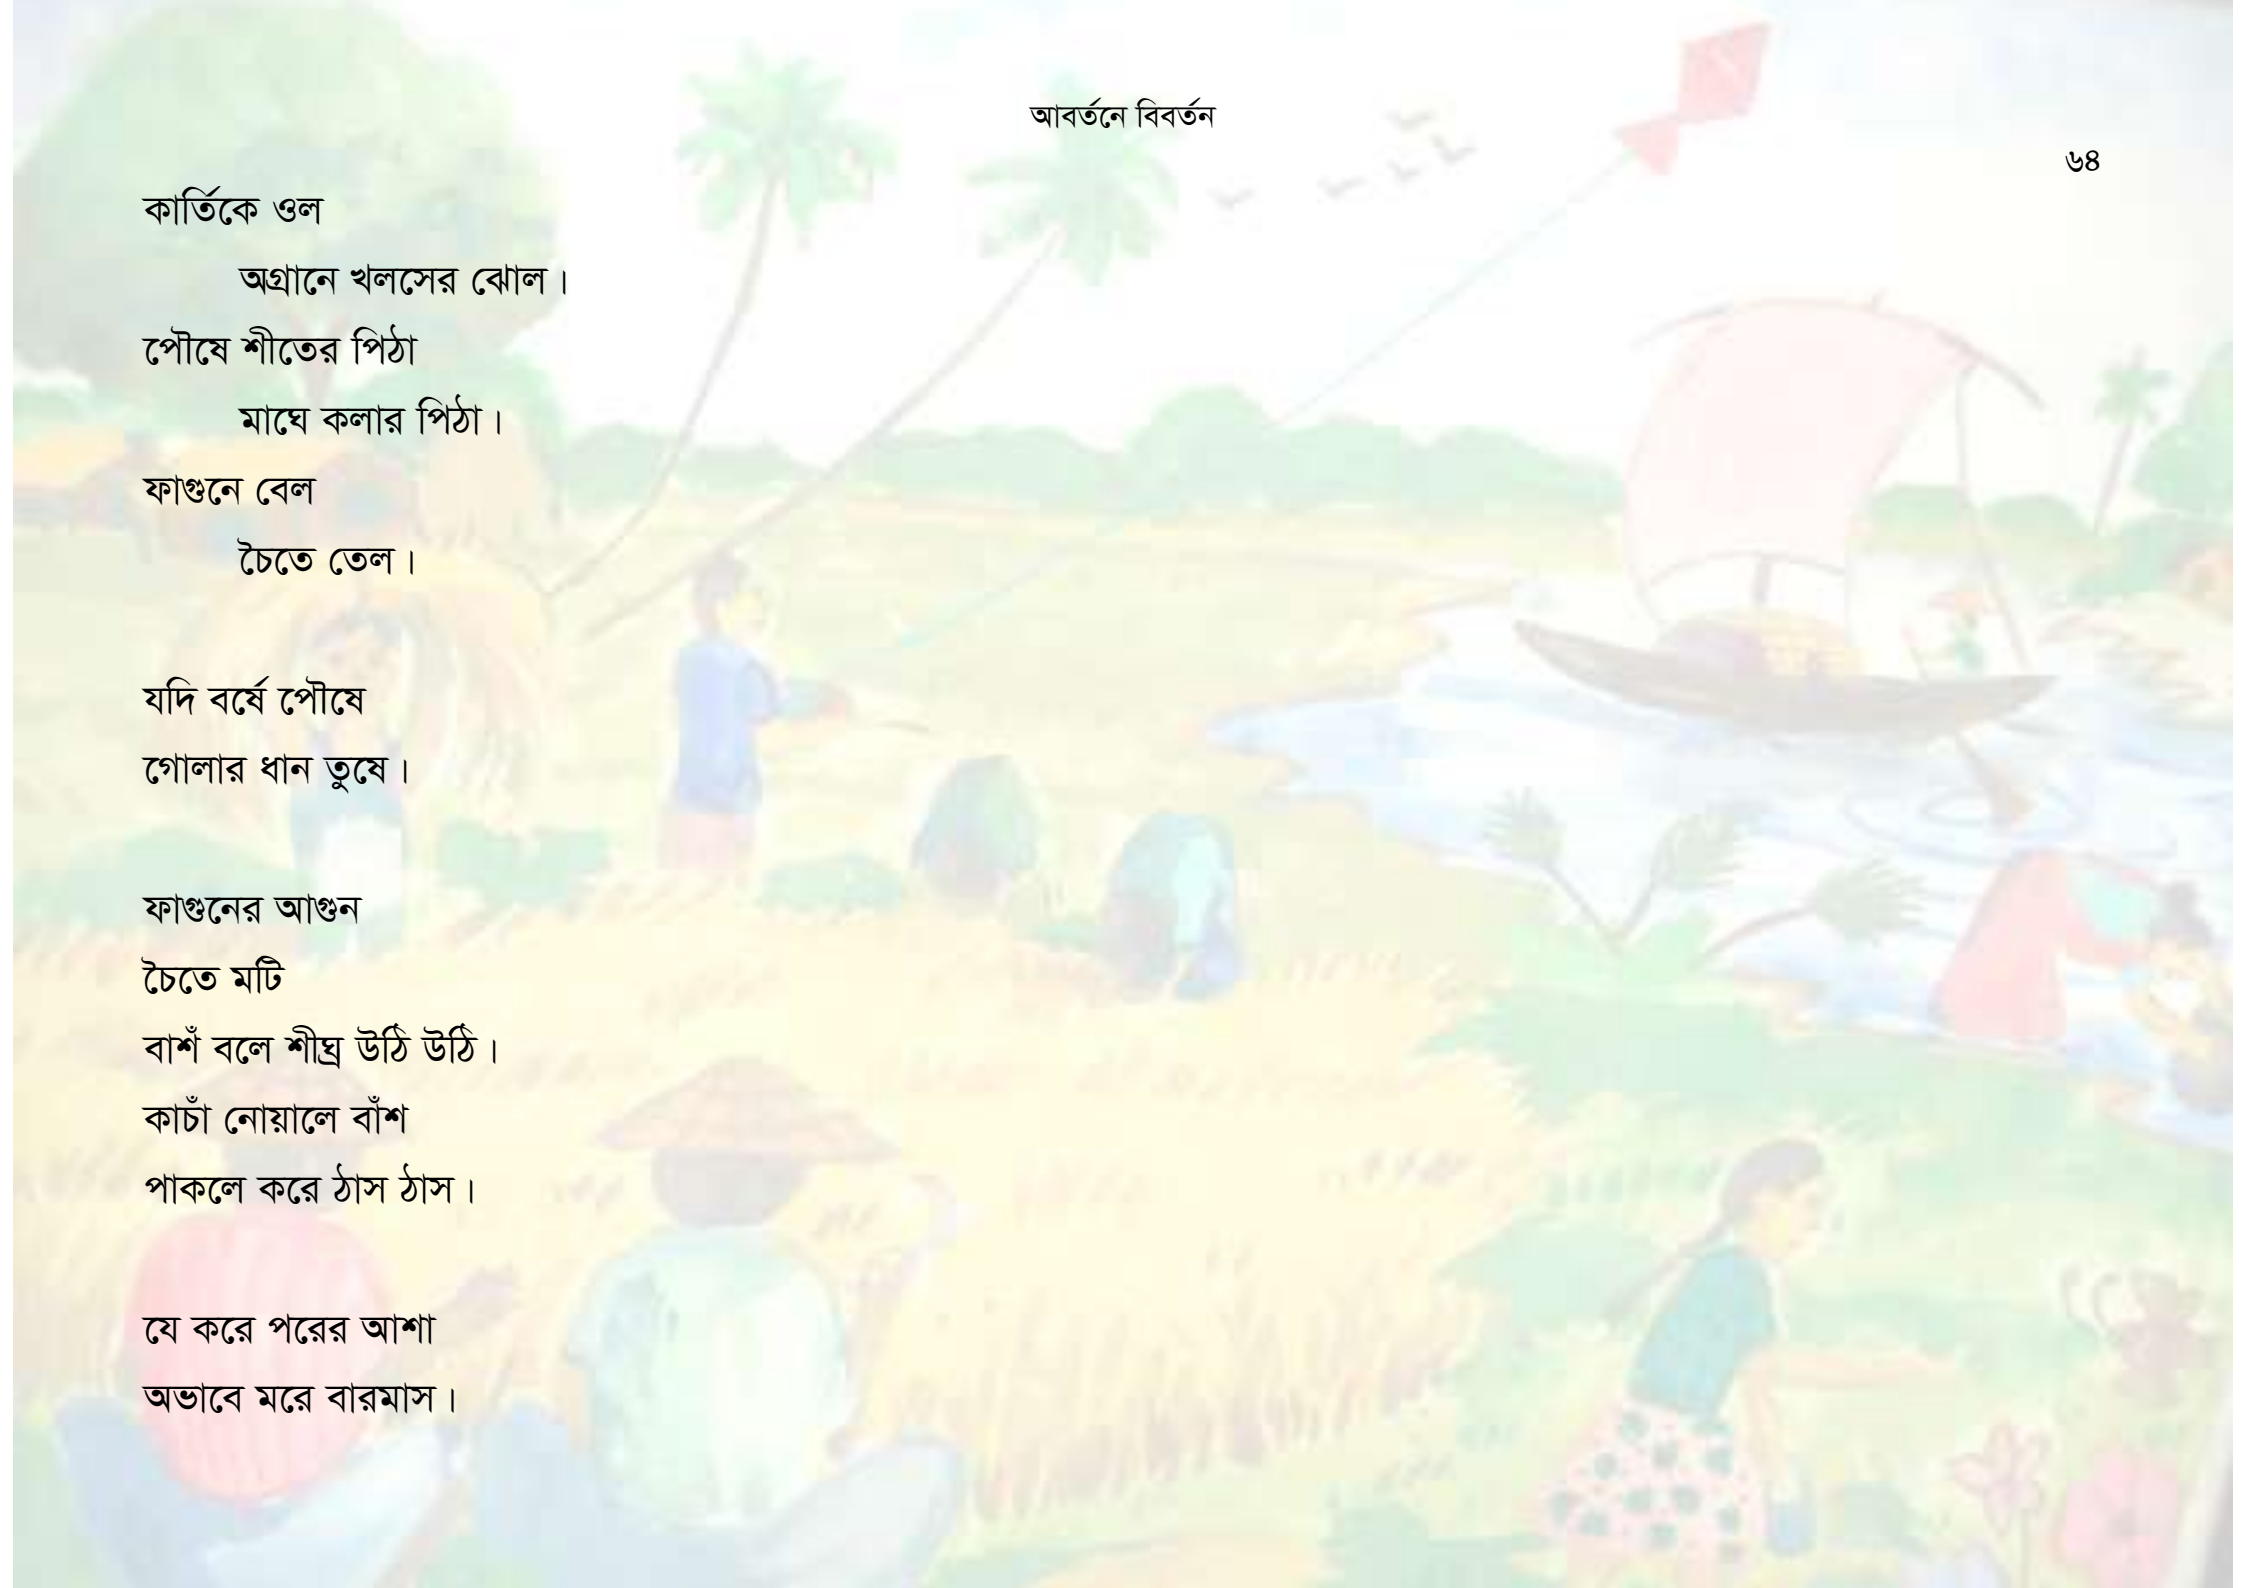 আবর্তনে বিবর্তন
৬৪
কার্তিকে ওল
অগ্রানে খলসের ঝোল।
পৌষে শীতের পিঠা
মাঘে কলার পিঠা।
ফাগুনে বেল
চৈতে তেল।
যদি বর্ষে পৌষে
গোলার ধান তুষে।
ফাগুনের আগুন
চৈতে মটি
বাশঁ বলে শীঘ্র উঠি উঠি।
কাচাঁ নোয়ালে বাঁশ
পাকলে করে ঠাস ঠাস।
যে করে পরের আশা
অভাবে মরে বারমাস।